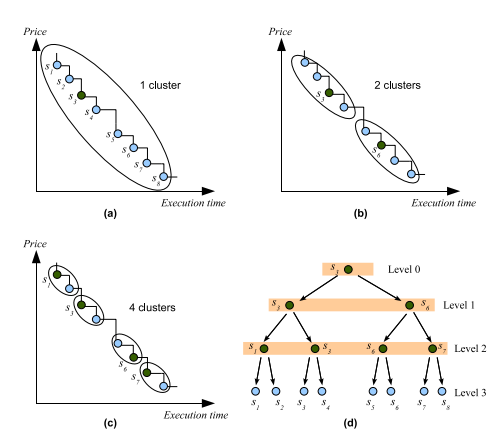 Price
s1
s2
s3
s4
s5
s6
s7
s8
1 cluster
Execution time
(a)
Price
s3
s6
2 clusters
Execution time
(b)
Price
s1
s3
s6
s7
4 clusters
Execution time
(c)
s3 Level 0
s3 s6 Level 1
s1 s3 s6 s7 Level 2
Level 3
s1 s2 s3 s4 s5 s6 s7 s8
(d)